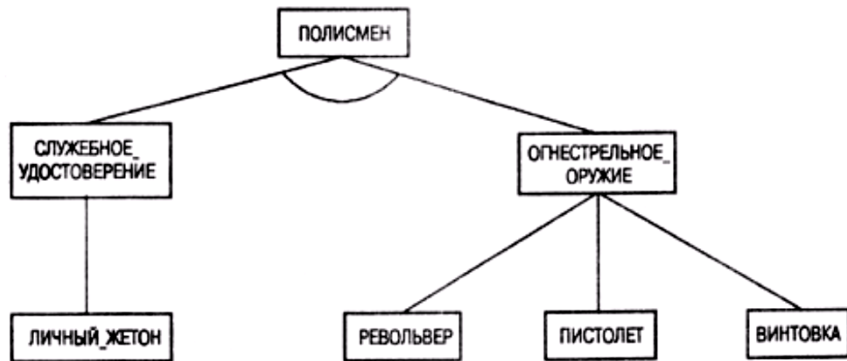 ПОЛИСМЕН
СЛУЖЕБНОЕ_
УДОСТОВЕРЕНИЕ
ОГНЕСТРЕЛЬНОЕ_
ОРУЖИЕ
ЛИЧНЫЙ_ЖЕТОН
РЕВОЛЬВЕР
ПИСТОЛЕТ
ВИНТОВКА